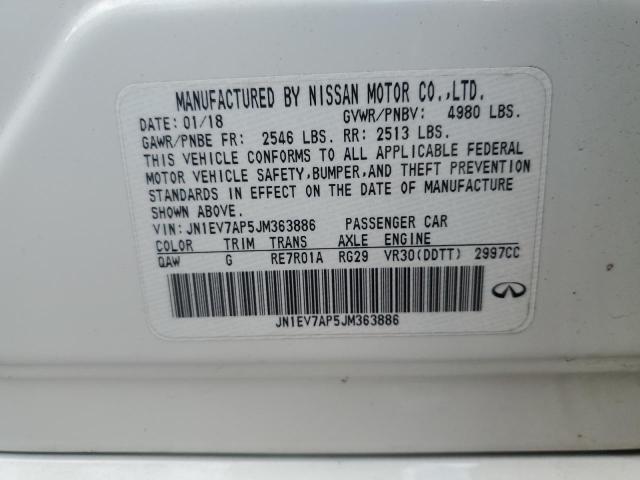 MANUFACTURED BY NISSAN MOTOR CO.,LTD.
DATE: 01/18 GVWR/PNBV: 4980 LBS.
GAWR/PNBE FR: 2546 LBS. RR: 2513 LBS.
THIS VEHICLE CONFORMS TO ALL APPLICABLE FEDERAL
MOTOR VEHICLE SAFETY, BUMPER, AND THEFT PREVENTION
STANDARDS IN EFFECT ON THE DATE OF MANUFACTURE
SHOWN ABOVE.
VIN: JN1EV7AP5JM363886 PASSENGER CAR
COLOR TRIM TRANS AXLE ENGINE
QAW G RE7R01A RG29 VR30(DDTT) 2997CC
JN1EV7AP5JM363886